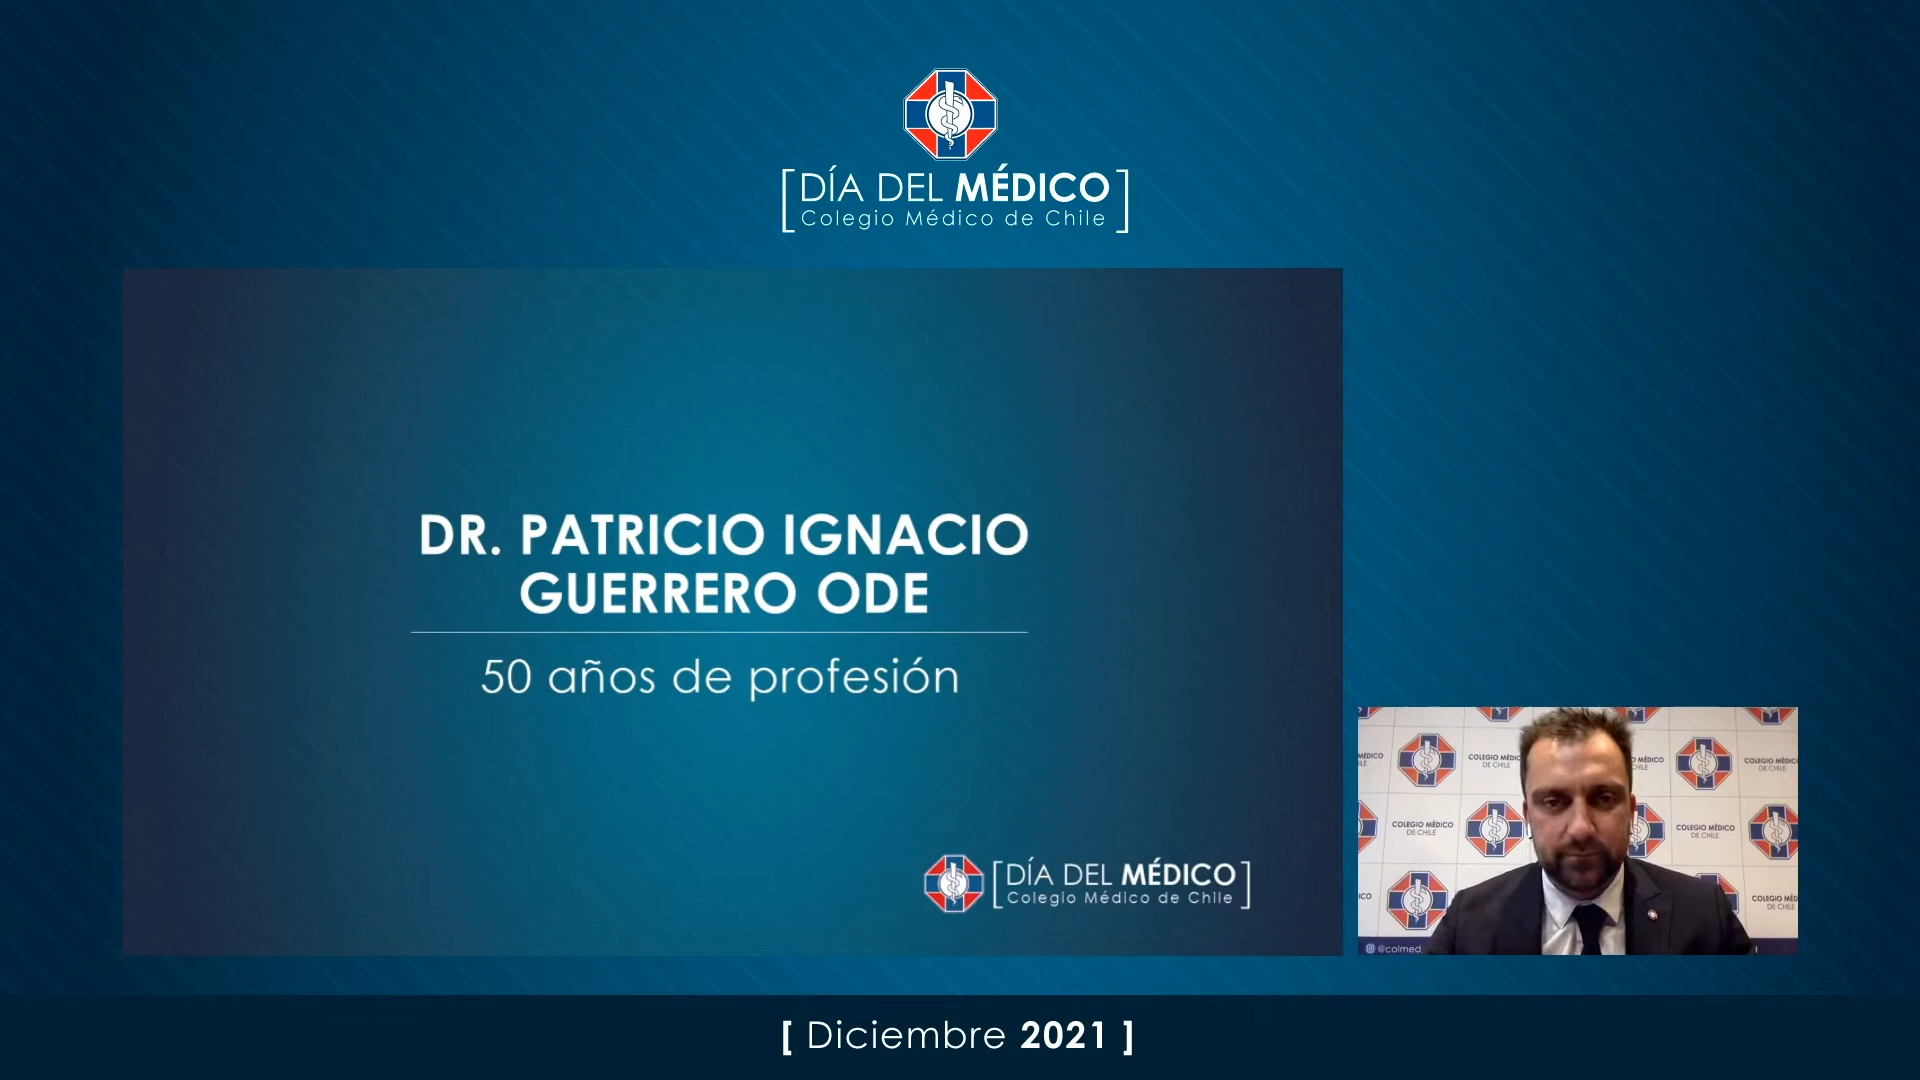 [DÍA DEL MÉDICO]
Colegio Médico de Chile
DR. PATRICIO IGNACIO
GUERRERO ODE
50 años de profesión
[DÍA DEL MÉDICO]
Colegio Médico de Chile
COLEGIO MÉDICO
DE CHILE
COLEGIO MÉDICO
DE CHILE
@colmed
[ Diciembre 2021 ]